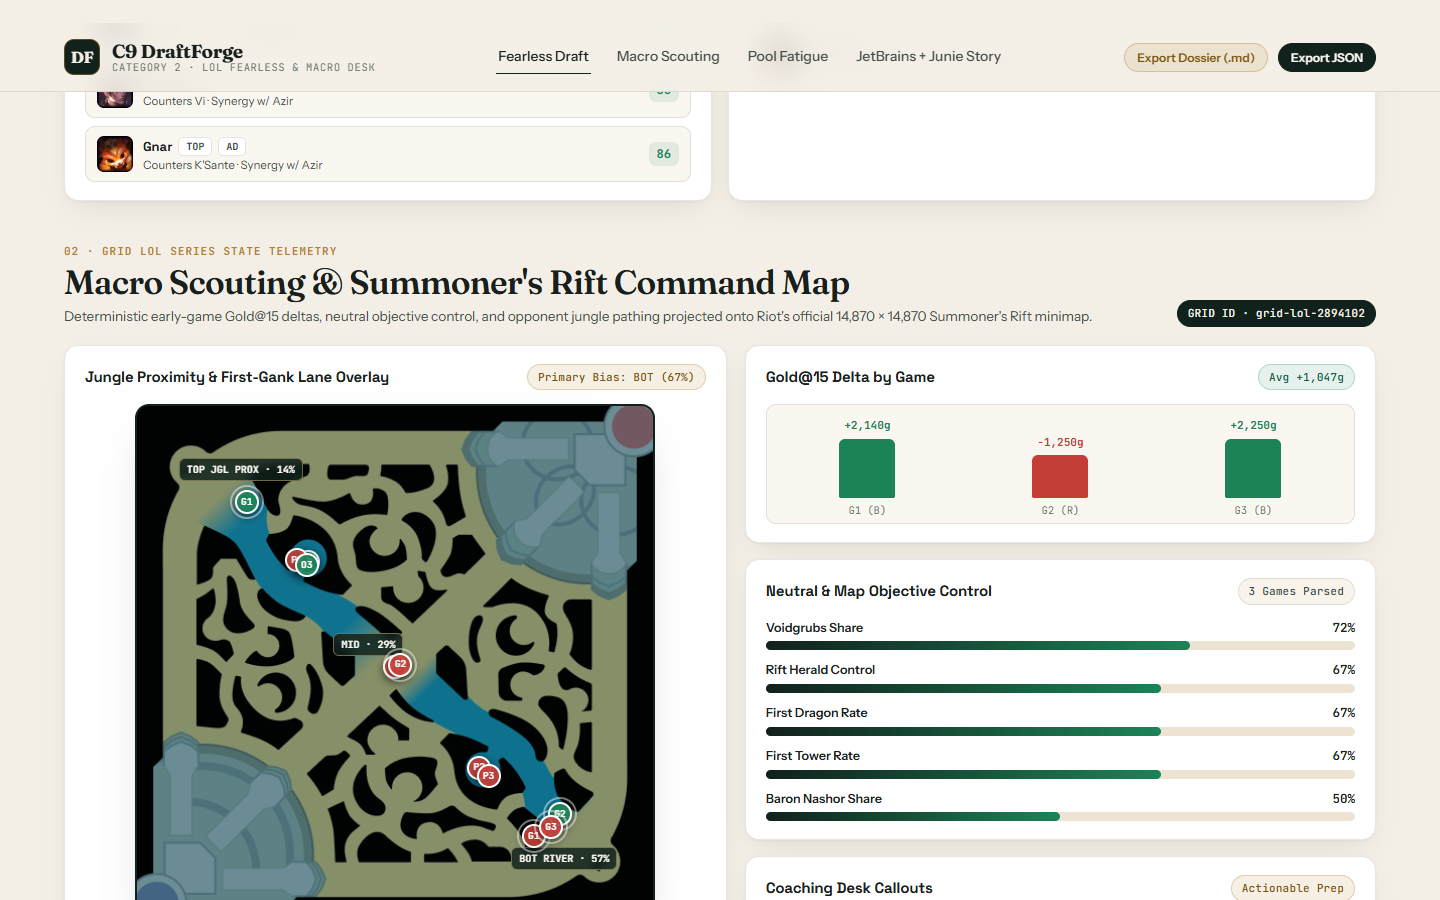 DF
C9 DraftForge
CATEGORY 2 · LOL FEARLESS & MACRO DESK
Fearless Draft
Macro Scouting
Pool Fatigue
JetBrains + Junie Story
Export Dossier (.md)
Export JSON
Counters Vi · Synergy w/ Azir
Gnar TOP AD
Counters K'Sante · Synergy w/ Azir
86
02 · GRID LOL SERIES STATE TELEMETRY
Macro Scouting & Summoner's Rift Command Map
Deterministic early-game Gold@15 deltas, neutral objective control, and opponent jungle pathing projected onto Riot's official 14,870 × 14,870 Summoner's Rift minimap.
GRID ID · grid-lol-2894102
Jungle Proximity & First-Gank Lane Overlay
Primary Bias: BOT (67%)
TOP JGL PROX · 14%
G1
O3
MID · 29%
G2
P3
G2
G3
G1
BOT RIVER · 57%
Gold@15 Delta by Game
Avg +1,047g
+2,140g
-1,250g
+2,250g
G1 (B)
G2 (R)
G3 (B)
Neutral & Map Objective Control
3 Games Parsed
Voidgrubs Share 72%
Rift Herald Control 67%
First Dragon Rate 67%
First Tower Rate 67%
Baron Nashor Share 50%
Coaching Desk Callouts
Actionable Prep